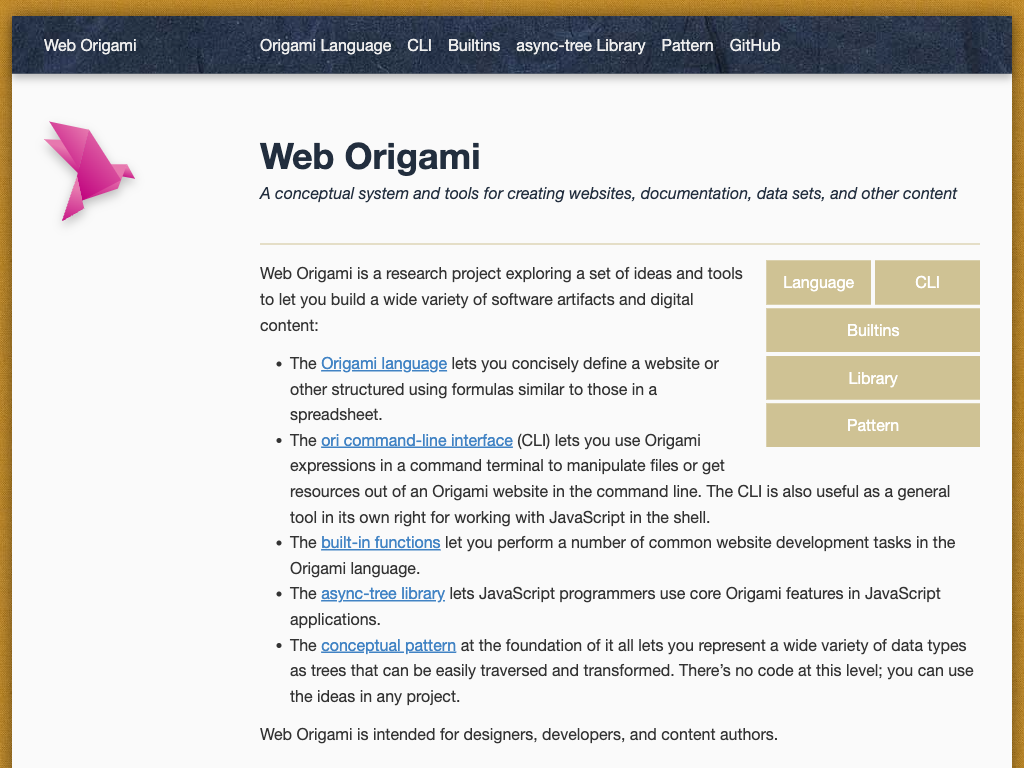 Web Origami
Origami Language CLI Builtins async-tree Library Pattern GitHub
Web Origami
A conceptual system and tools for creating websites, documentation, data sets, and other content
Web Origami is a research project exploring a set of ideas and tools
to let you build a wide variety of software artifacts and digital
content:
Language CLI
Builtins
Library
Pattern
• The Origami language lets you concisely define a website or
other structured using formulas similar to those in a
spreadsheet.
• The ori command-line interface (CLI) lets you use Origami
expressions in a command terminal to manipulate files or get
resources out of an Origami website in the command line. The CLI is also useful as a general
tool in its own right for working with JavaScript in the shell.
• The built-in functions let you perform a number of common website development tasks in the
Origami language.
• The async-tree library lets JavaScript programmers use core Origami features in JavaScript
applications.
• The conceptual pattern at the foundation of it all lets you represent a wide variety of data types
as trees that can be easily traversed and transformed. There’s no code at this level; you can use
the ideas in any project.
Web Origami is intended for designers, developers, and content authors.